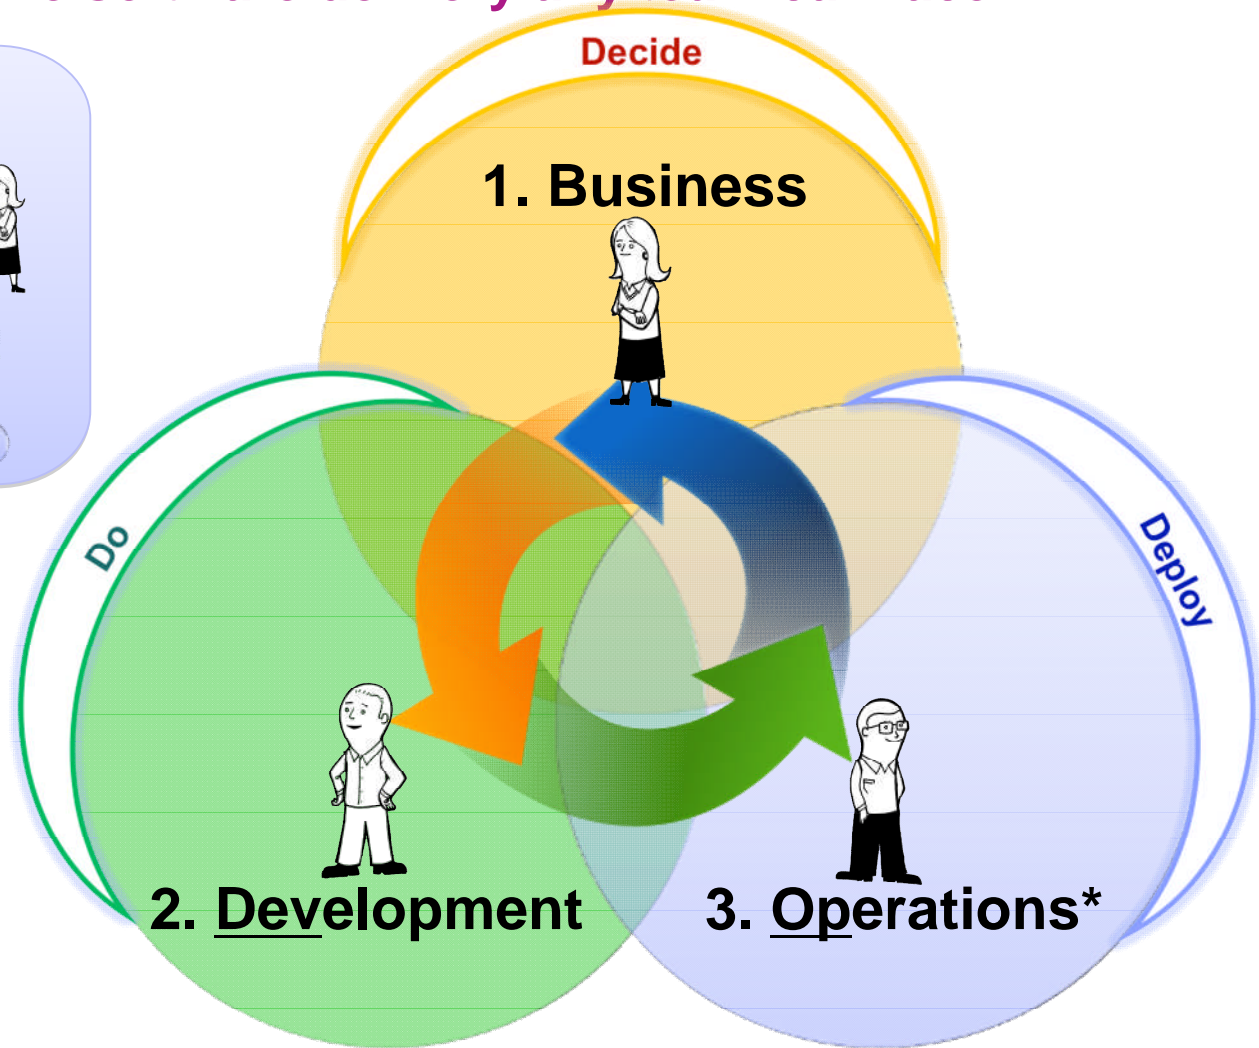 Decide
1. Business
Do
Deploy
2. Development
3. Operations*